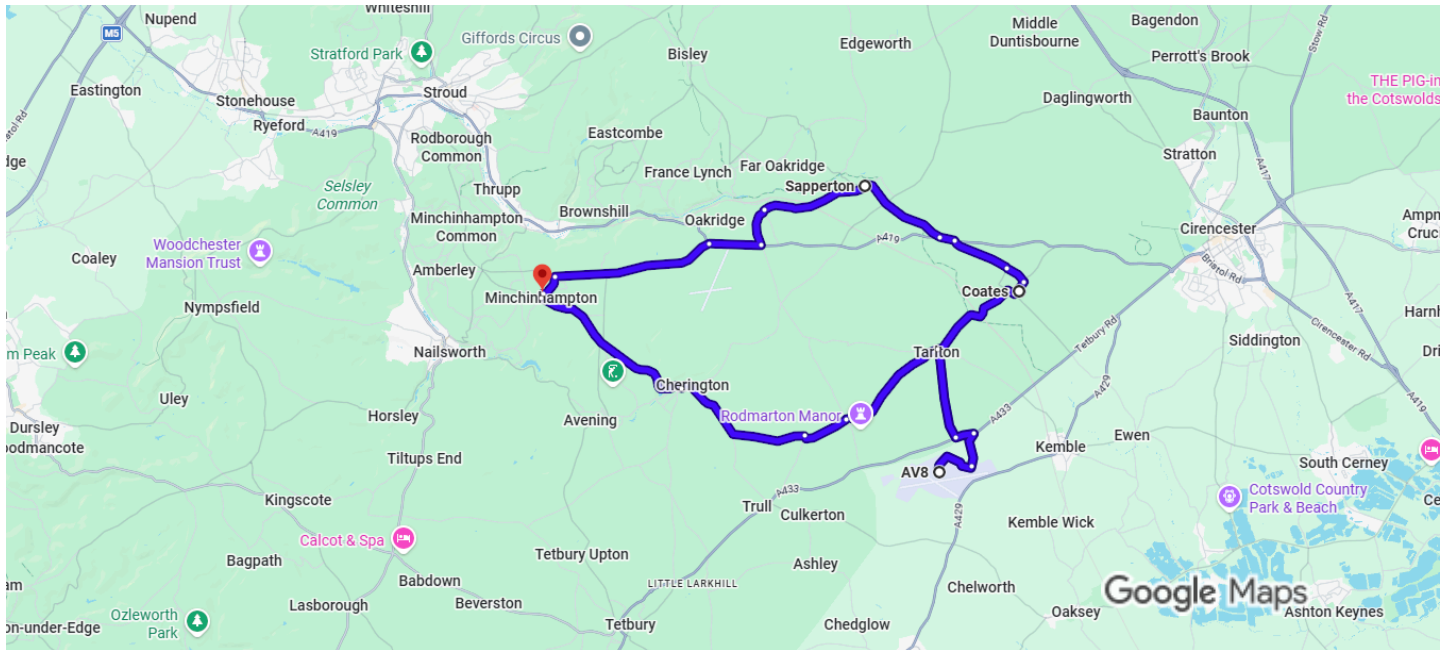 Nupend
Whiteshill
M5
Stratford Park
Giffords Circus
Bisley
Edgeworth
Middle
Duntisbourne
Bagendon
Perrott's Brook
Stow Rd
Eastington
Stonehouse
Stroud
Ryeford
A419
Daglingworth
THE PIG-in
the Cotswolds
Baunton
Rodborough
Common
Eastcombe
France Lynch
Far Oakridge
Sapperton
Stratton
A417
Selsley
Common
Thrupp
Minchinhampton
Common
Brownshill
Oakridge
A419
Cirencester
Ampn
Cruc
Woodchester
Mansion Trust
Coaley
Amberley
Nympsfield
Minchinhampton
Coates
Bristol Rd
A417
Cirencester Rd
Harnh
m Peak
Nailsworth
Tarlton
Tetbury Rd
Siddington
Dri
Uley
Cherington
A429
A419
Dursley
oodmancote
Horsley
Avening
Rodmarton Manor
A433
Kemble
Ewen
Tiltups End
AV8
South Cerney
Kingscote
Trull
A433
Culkerton
A429
Kemble Wick
Cotswold Country
Park & Beach
Ce
Calcot & Spa
Bagpath
Tetbury Upton
Ashley
Babdown
LITTLE LARKHILL
Chelworth
Google Maps
Lasborough
Beverston
Oaksey
Ashton Keynes
Ozleworth
Park
on-under-Edge
Tetbury
Chedglow